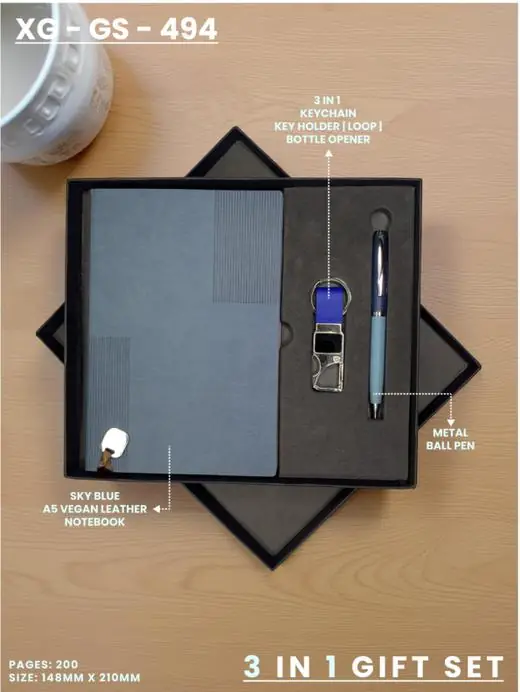 XG - GS - 494
3 IN 1
KEYCHAIN
KEY HOLDER | LOOP |
BOTTLE OPENER
METAL
BALL PEN
SKY BLUE
A5 VEGAN LEATHER
NOTEBOOK
PAGES: 200
SIZE: 148MM X 210MM
3 IN 1 GIFT SET